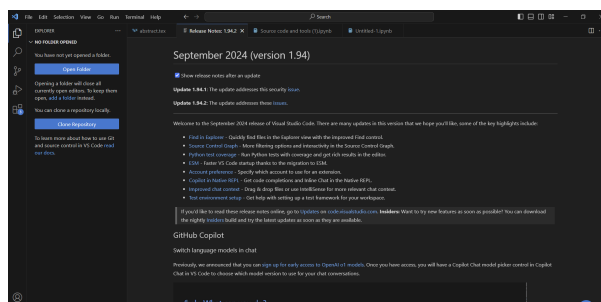 File Edit Selection View Go Run Terminal Help
Search
EXPLORER
abstract.tex
Release Notes: 1.94.2
Source code and tools (1).ipynb
Untitled-1.ipynb
NO FOLDER OPENED
You have not yet opened a folder.
Open Folder
Opening a folder will close all
currently open editors. To keep them
open, add a folder instead.
You can clone a repository locally.
Clone Repository
To learn more about how to use Git
and source control in VS Code read
our docs.
September 2024 (version 1.94)
Show release notes after an update
Update 1.94.1: The update addresses this security issue.
Update 1.94.2: The update addresses these issues.
Welcome to the September 2024 release of Visual Studio Code. There are many updates in this version that we hope you'll like, some of the key highlights include:
• Find in Explorer - Quickly find files in the Explorer view with the improved Find control.
• Source Control Graph - More filtering options and interactivity in the Source Control Graph.
• Python test coverage - Run Python tests with coverage and get rich results in the editor.
• ESM - Faster VS Code startup thanks to the migration to ESM.
• Account preference - Specify which account to use for an extension.
• Copilot in Native REPL - Get code completions and Inline Chat in the Native REPL.
• Improved chat context - Drag & drop files or use IntelliSense for more relevant chat context.
• Test environment setup - Get help with setting up a test framework for your workspace.
If you'd like to read these release notes online, go to Updates on code.visualstudio.com. Insiders: Want to try new features as soon as possible? You can download
the nightly Insiders build and try the latest updates as soon as they are available.
GitHub Copilot
Switch language models in chat
Previously, we announced that you can sign up for early access to OpenAI o1 models. Once you have access, you will have a Copilot Chat model picker control in Copilot
Chat in VS Code to choose which model version to use for your chat conversations.